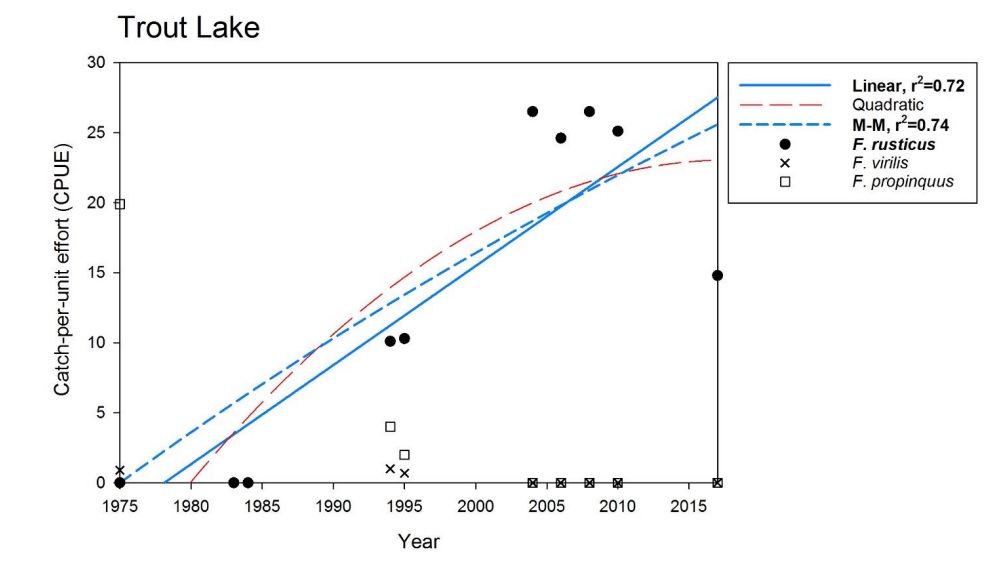 Trout Lake
Catch-per-unit effort (CPUE)
30
25
20
15
10
5
0
1975 1980 1985 1990 1995 2000 2005 2010 2015
Year
Linear, r²=0.72
Quadratic
M-M, r²=0.74
F. rusticus
F. virilis
F. propinquus